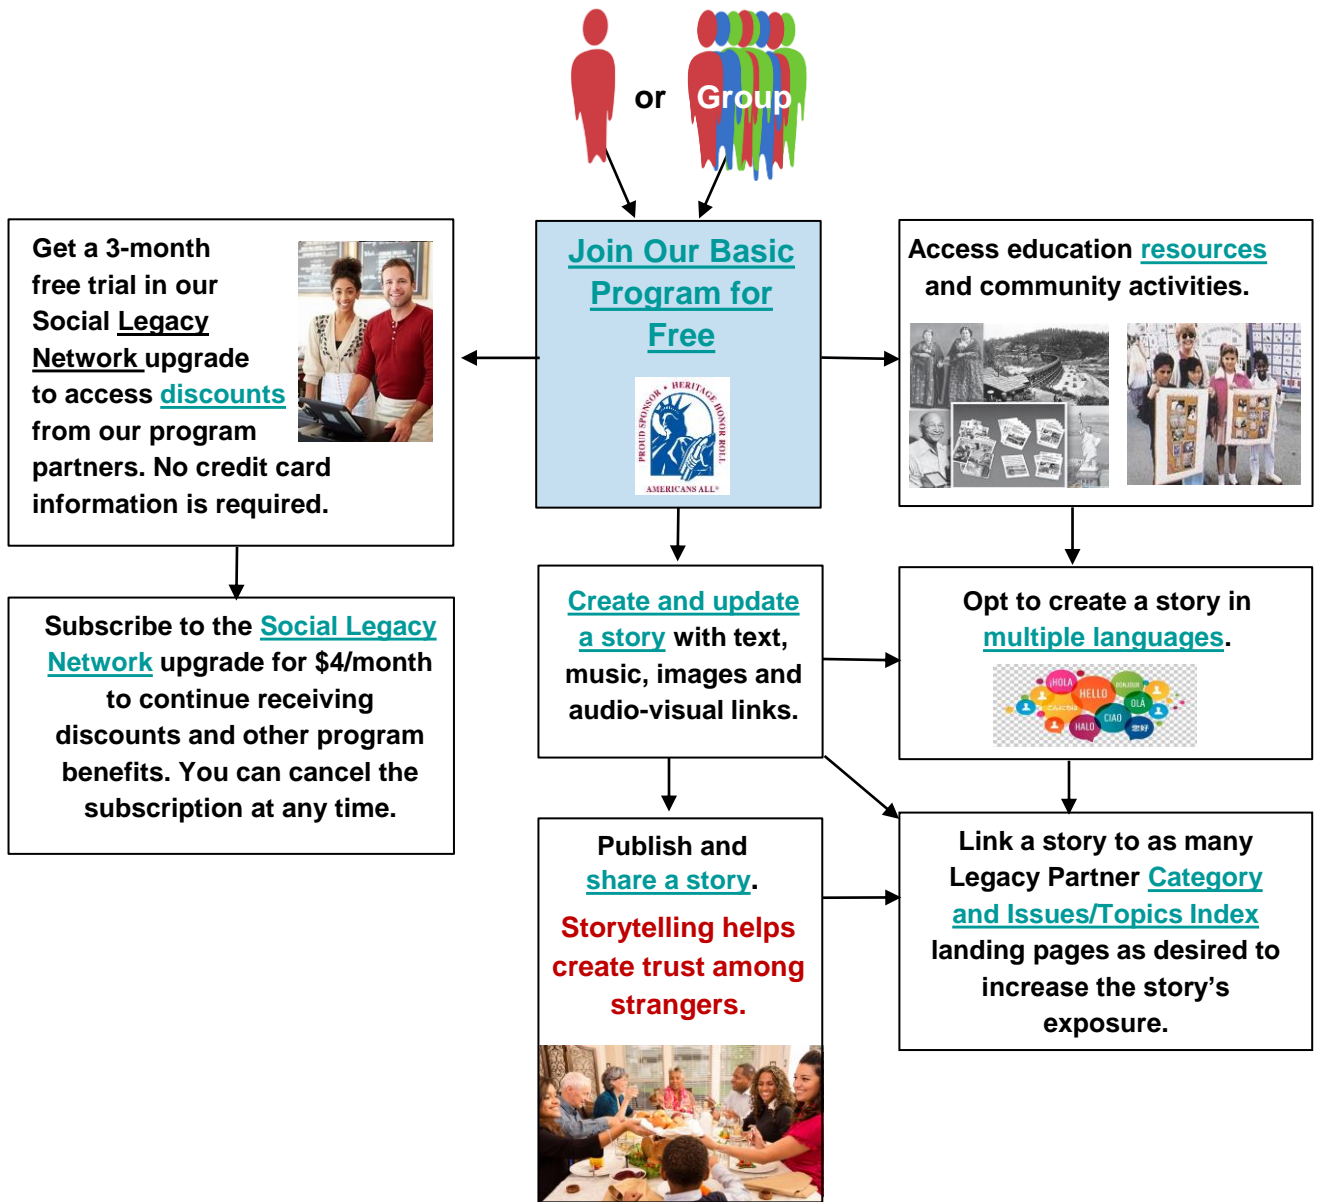 or
Group
Get a 3-month
free trial in our
Social Legacy
Network upgrade
to access discounts
from our program
partners. No credit card
information is required.
Join Our Basic
Program for
Free
PROUD SPONSOR • HERITAGE HONOR ROLL
AMERICANS ALL®
Access education resources
and community activities.
Subscribe to the Social Legacy
Network upgrade for $4/month
to continue receiving
discounts and other program
benefits. You can cancel the
subscription at any time.
Create and update
a story with text,
music, images and
audio-visual links.
Opt to create a story in
multiple languages.
¡HOLA
HELLO
BONJOUR
OLÁ
CIAO
HALO
您好
Publish and
share a story.
Storytelling helps
create trust among
strangers.
Link a story to as many
Legacy Partner Category
and Issues/Topics Index
landing pages as desired to
increase the story’s
exposure.